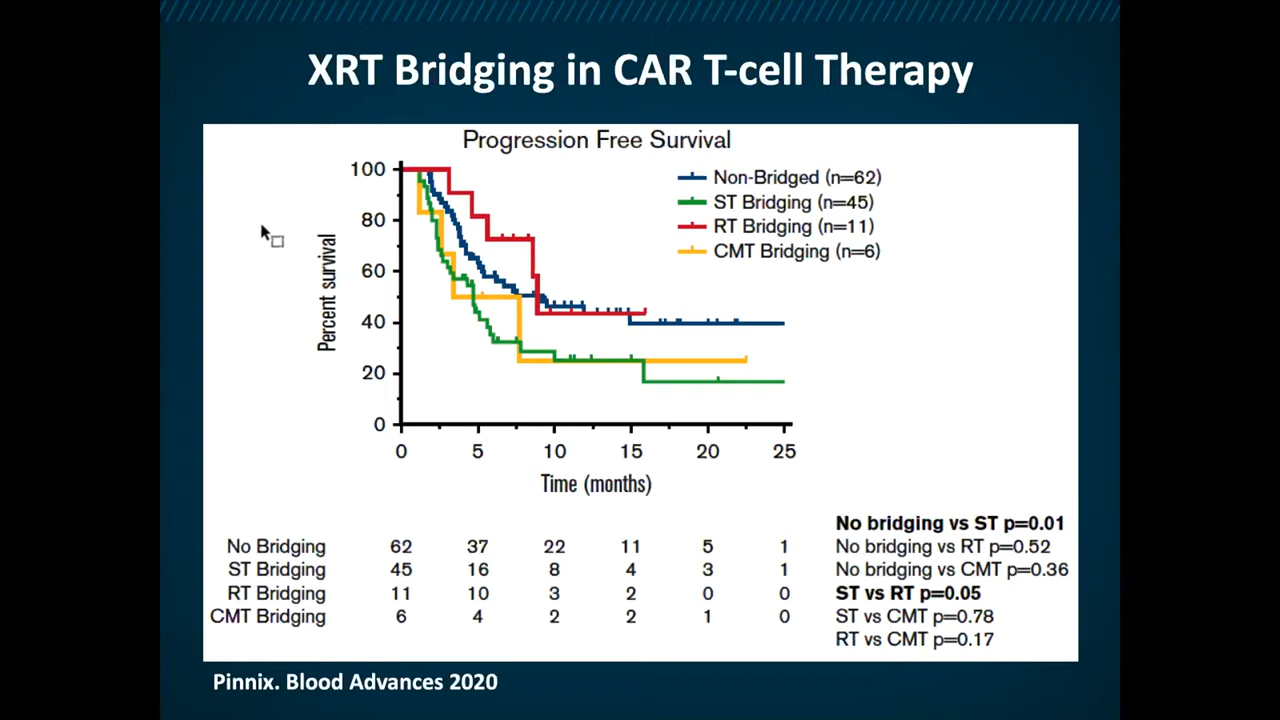 XRT Bridging in CAR T-cell Therapy
Progression Free Survival
Non-Bridged (n=62)
ST Bridging (n=45)
RT Bridging (n=11)
CMT Bridging (n=6)
Percent survival
100
80
60
40
20
0
0 5 10 15 20 25
Time (months)
No Bridging 62 37 22 11 5 1
ST Bridging 45 16 8 4 3 1
RT Bridging 11 10 3 2 0 0
CMT Bridging 6 4 2 2 1 0
No bridging vs ST p=0.01
No bridging vs RT p=0.52
No bridging vs CMT p=0.36
ST vs RT p=0.05
ST vs CMT p=0.78
RT vs CMT p=0.17
Pinnix. Blood Advances 2020